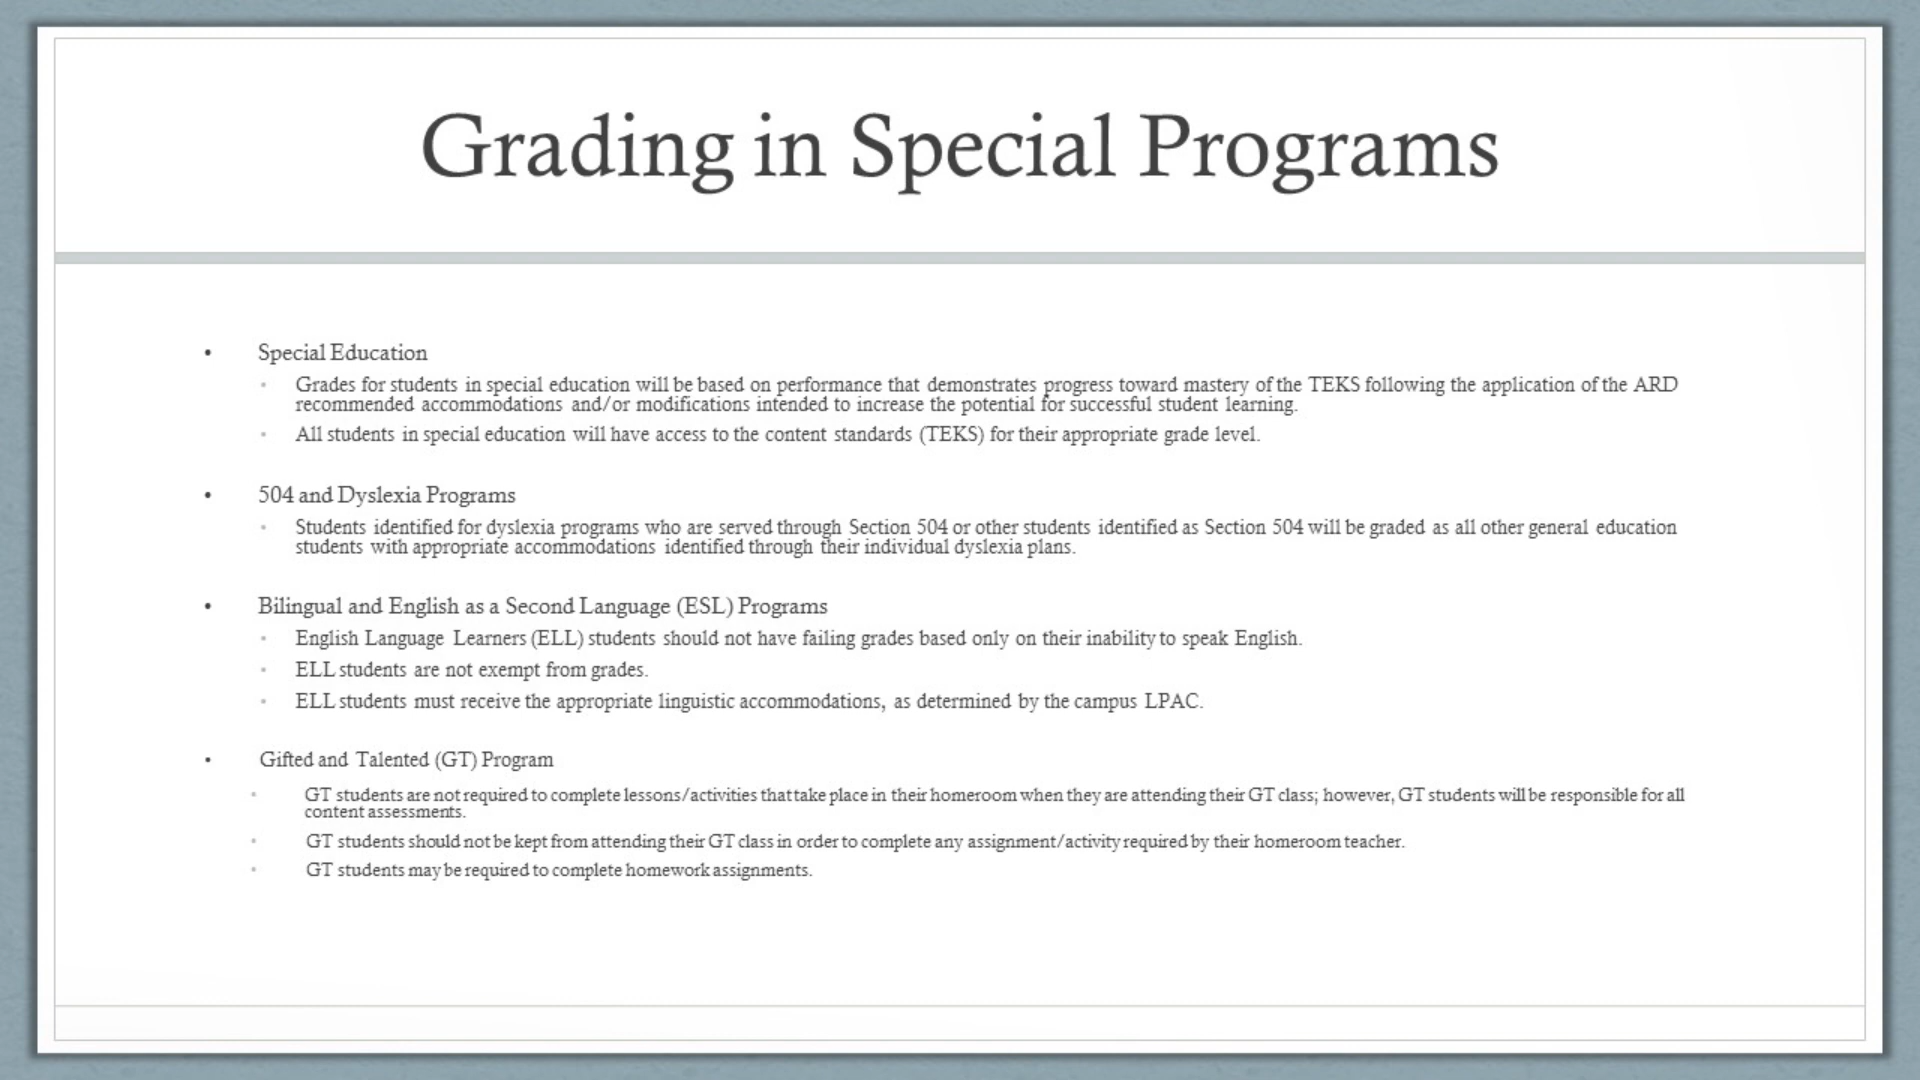 Grading in Special Programs
• Special Education
• Grades for students in special education will be based on performance that demonstrates progress toward mastery of the TEKS following the application of the ARD
recommended accommodations and/or modifications intended to increase the potential for successful student learning.
• All students in special education will have access to the content standards (TEKS) for their appropriate grade level.
• 504 and Dyslexia Programs
• Students identified for dyslexia programs who are served through Section 504 or other students identified as Section 504 will be graded as all other general education
students with appropriate accommodations identified through their individual dyslexia plans.
• Bilingual and English as a Second Language (ESL) Programs
• English Language Learners (ELL) students should not have failing grades based only on their inability to speak English.
• ELL students are not exempt from grades.
• ELL students must receive the appropriate linguistic accommodations, as determined by the campus LPAC.
• Gifted and Talented (GT) Program
• GT students are not required to complete lessons/activities that take place in their homeroom when they are attending their GT class; however, GT students will be responsible for all
content assessments.
• GT students should not be kept from attending their GT class in order to complete any assignment/activity required by their homeroom teacher.
• GT students may be required to complete homework assignments.